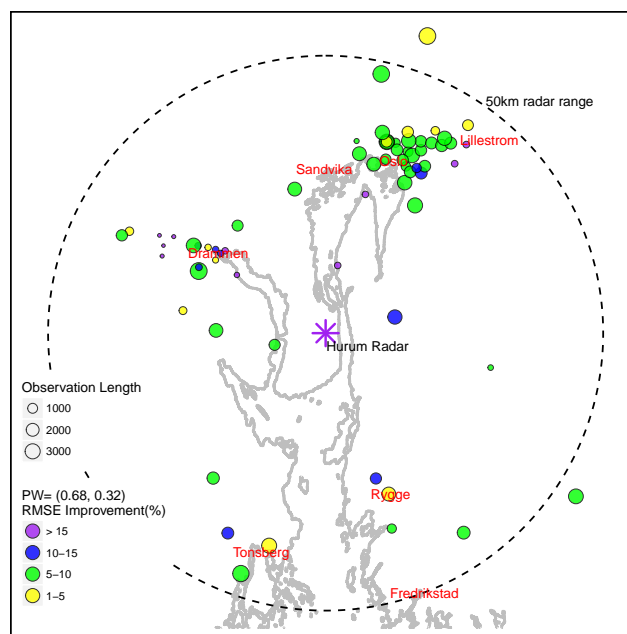 50km radar range
Lillestrom
Oslo
Sandvika
Drammen
Hurum Radar
Observation Length
1000
2000
3000
PW= (0.68, 0.32)
RMSE Improvement(%)
> 15
10–15
5–10
1–5
Rygge
Tonsberg
Fredrikstad